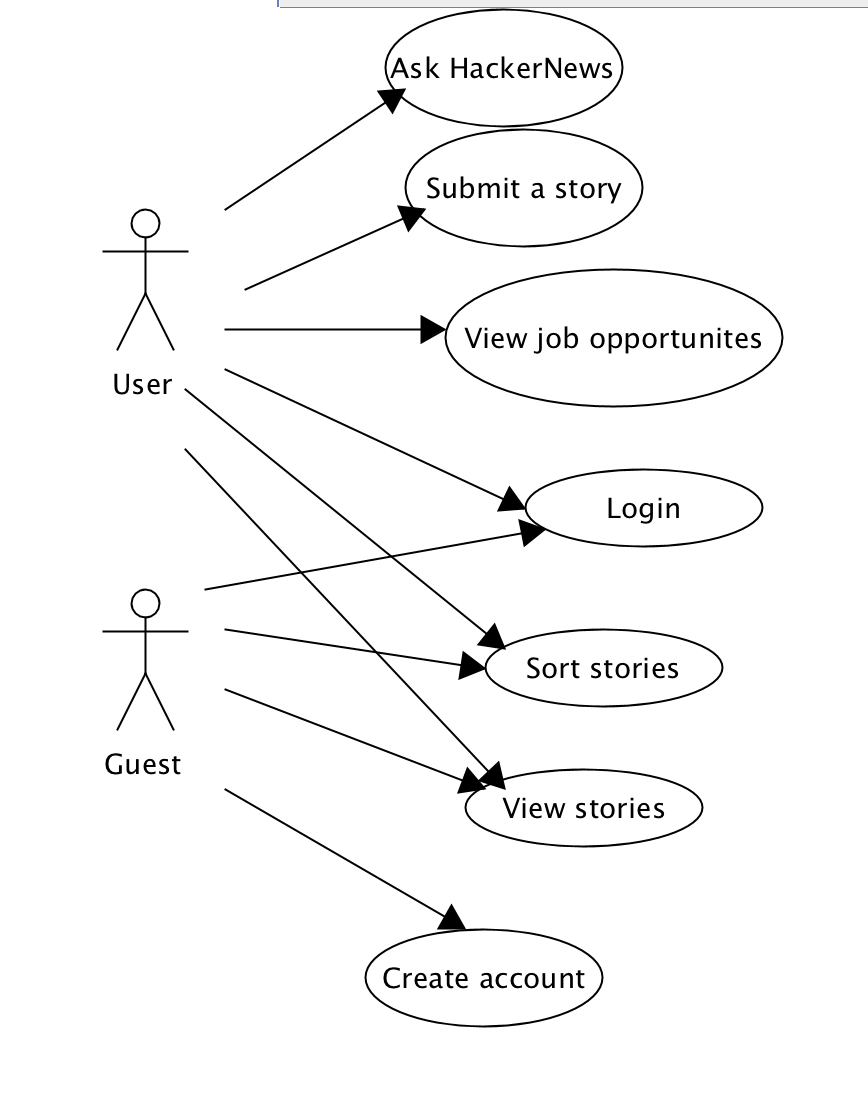 Ask HackerNews
Submit a story
View job opportunites
User
Login
Sort stories
Guest
View stories
Create account